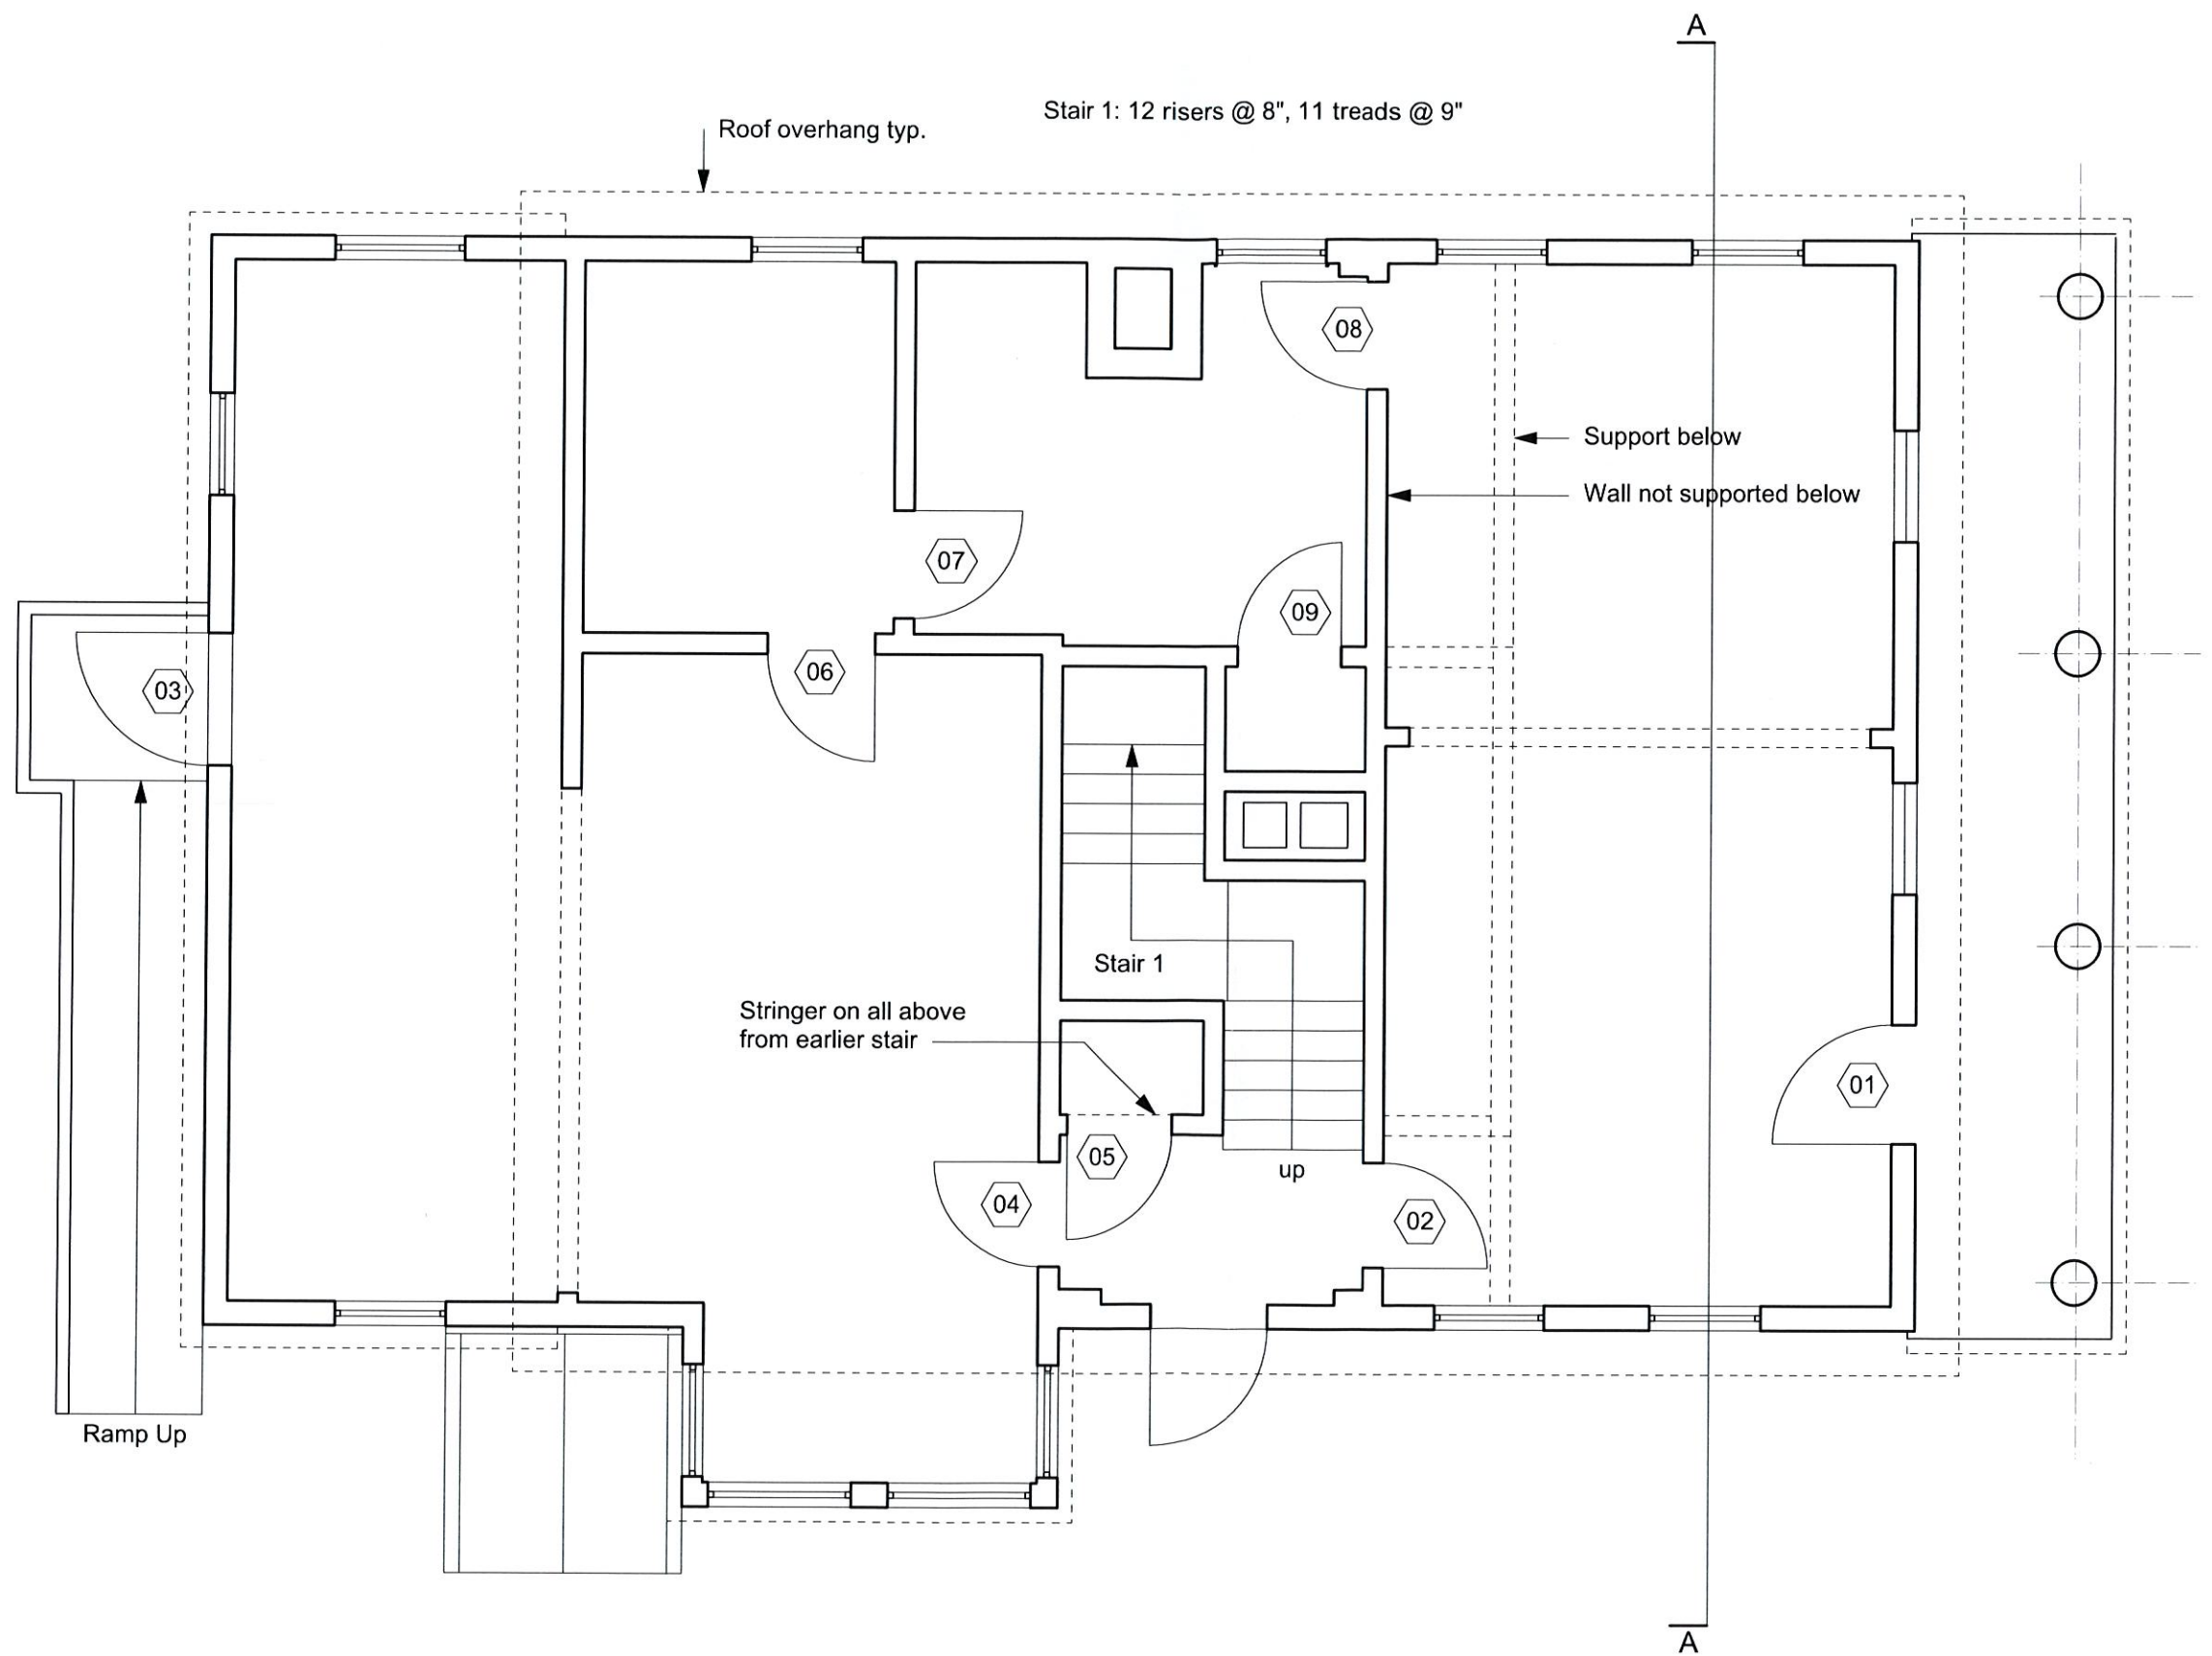 A
Stair 1: 12 risers @ 8", 11 treads @ 9"
Roof overhang typ.
08
Support below
Wall not supported below
07
09
06
03
Stair 1
Stringer on all above
from earlier stair
01
05
up
04
02
Ramp Up
A